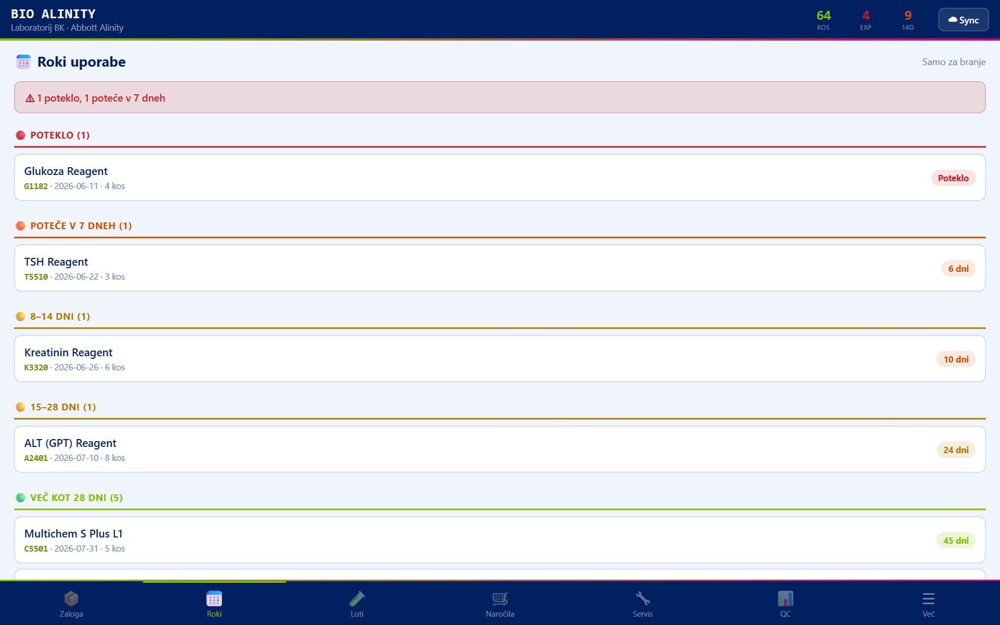 BIO ALINITY
Laboratorij BK · Abbott Alinity
64
KOS
4
EXP
9
14D
Sync
Roki uporabe
Samo za branje
⚠ 1 poteklo, 1 poteče v 7 dneh
POTEKLO (1)
Glukoza Reagent
G1182 · 2026-06-11 · 4 kos
Poteklo
POTEČE V 7 DNEH (1)
TSH Reagent
T5510 · 2026-06-22 · 3 kos
6 dni
8–14 DNI (1)
Kreatinin Reagent
K3320 · 2026-06-26 · 6 kos
10 dni
15–28 DNI (1)
ALT (GPT) Reagent
A2401 · 2026-07-10 · 8 kos
24 dni
VEČ KOT 28 DNI (5)
Multichem S Plus L1
C5501 · 2026-07-31 · 5 kos
45 dni
Zaloga
Roki
Loti
Naročila
Servis
QC
Več